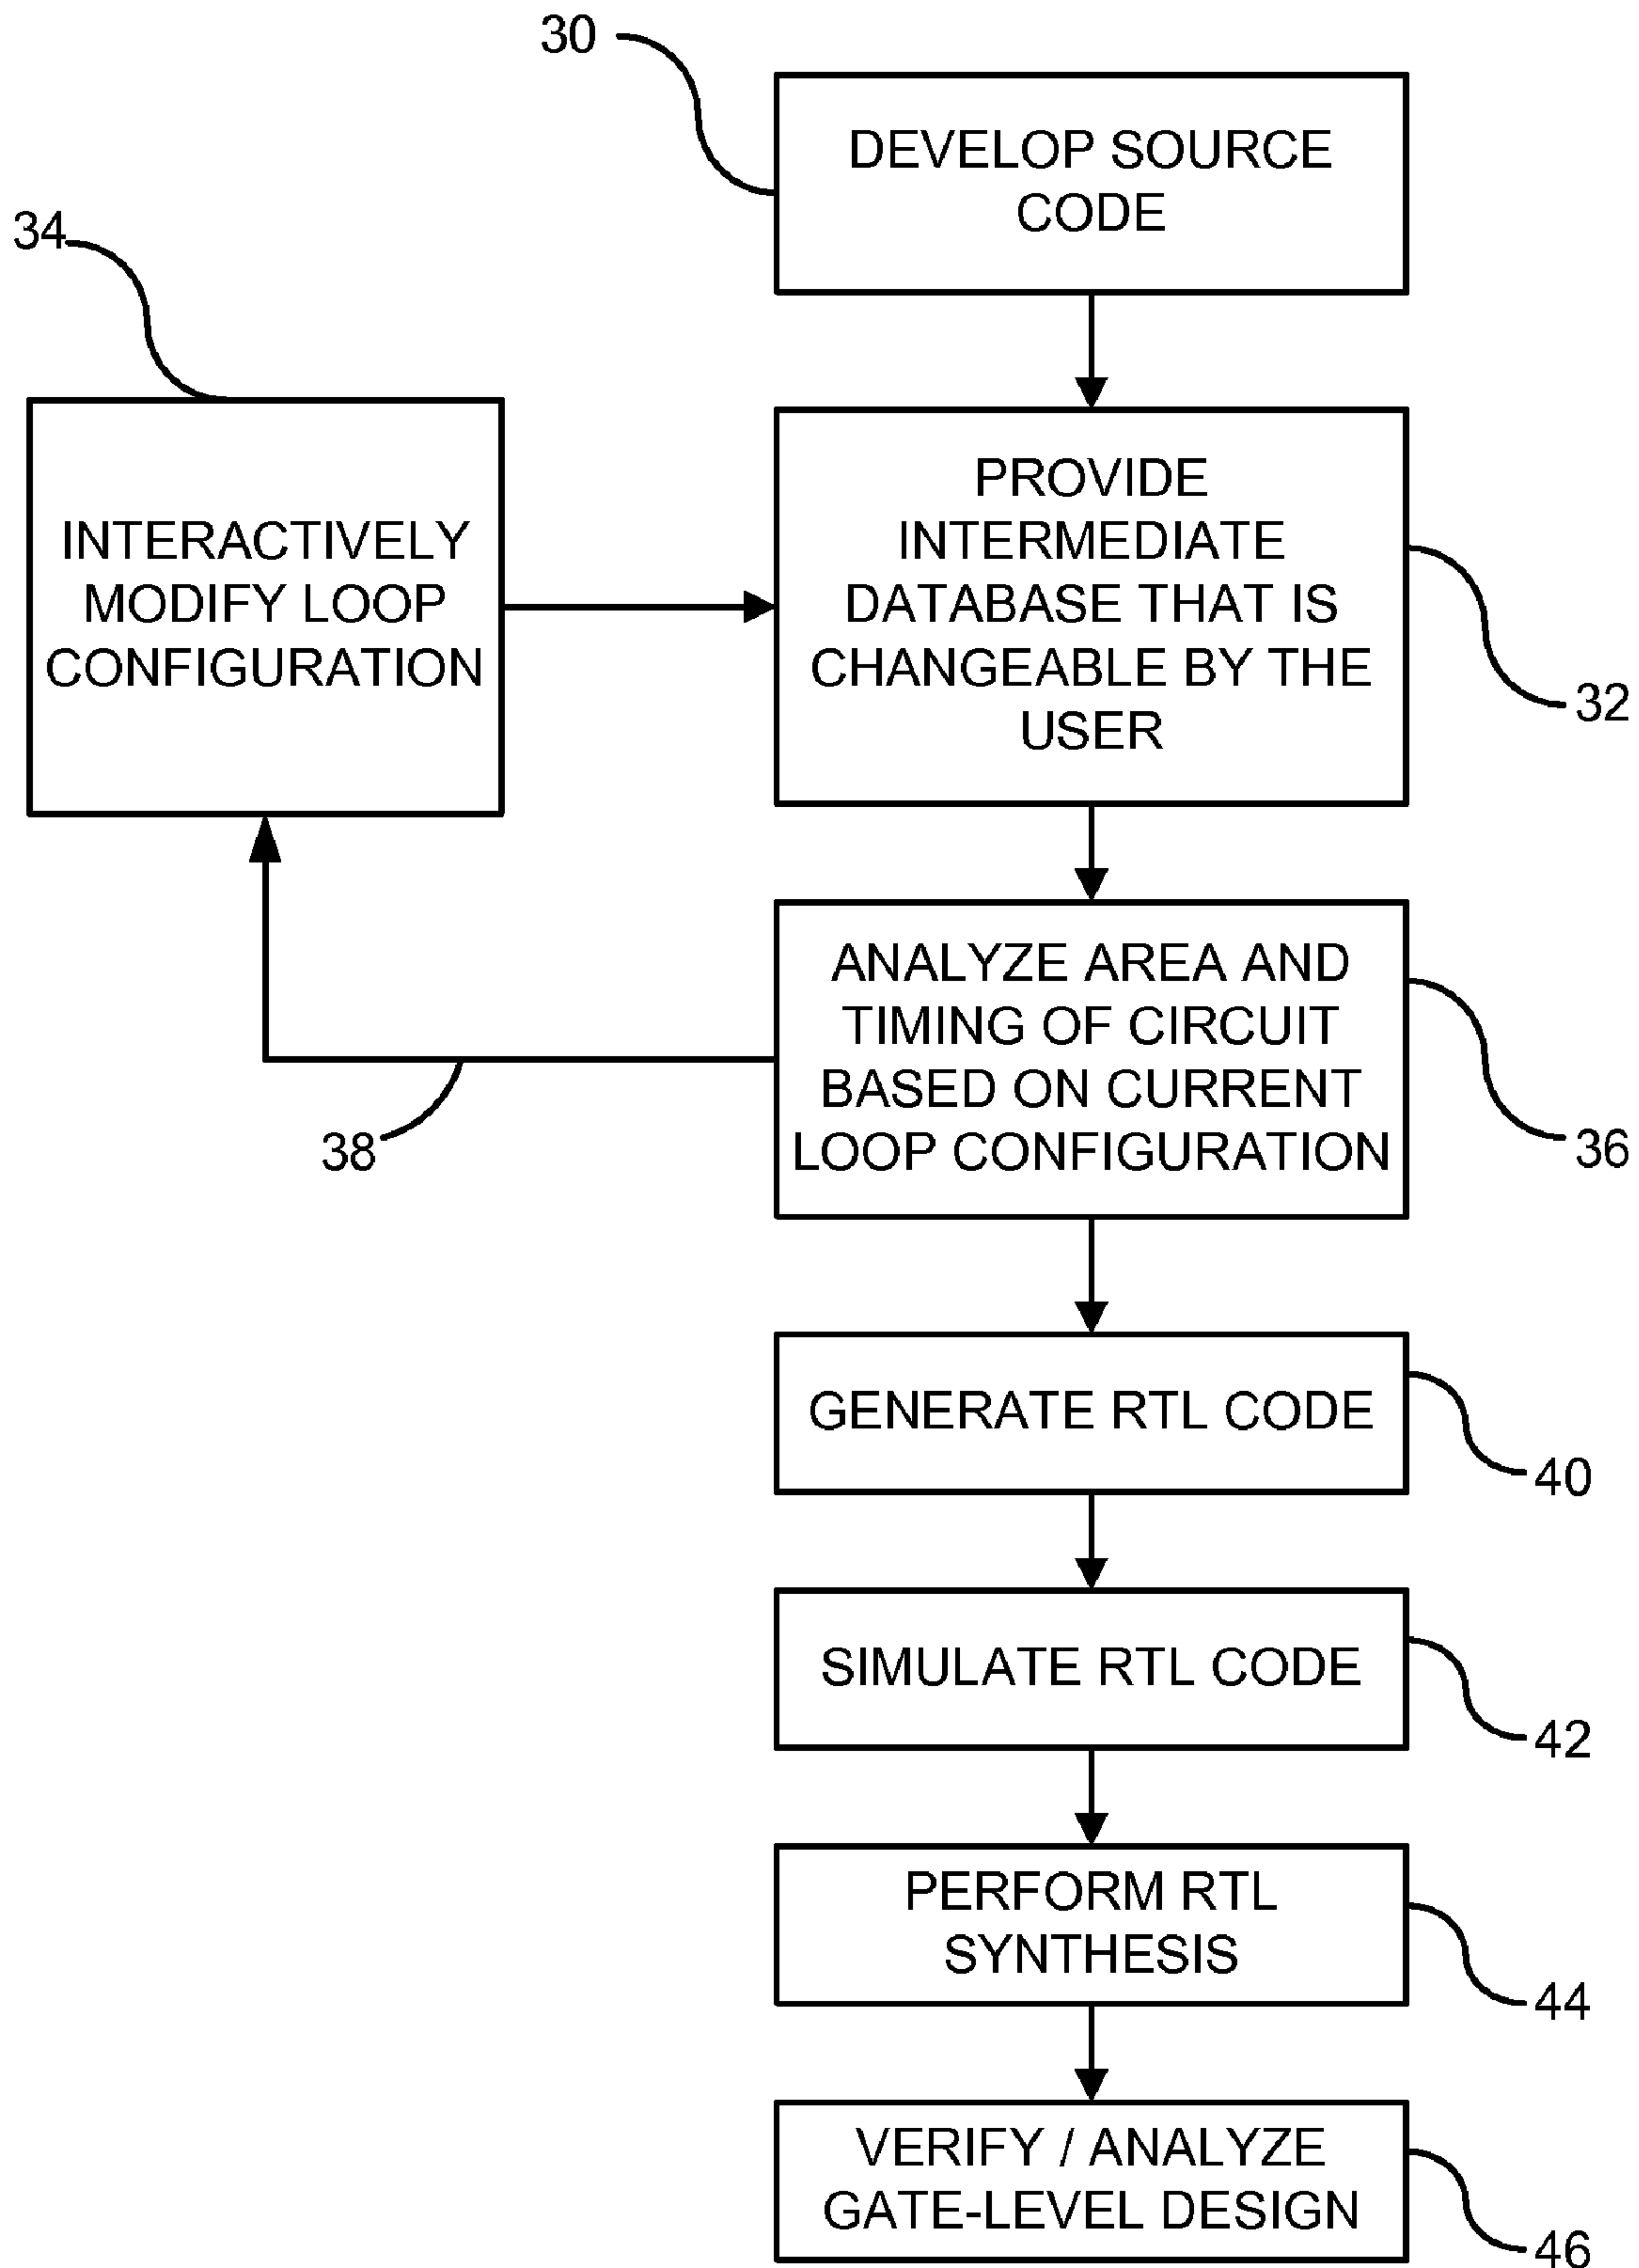 30
DEVELOP SOURCE
CODE
34
INTERACTIVELY
MODIFY LOOP
CONFIGURATION
PROVIDE
INTERMEDIATE
DATABASE THAT IS
CHANGEABLE BY THE
USER
32
ANALYZE AREA AND
TIMING OF CIRCUIT
BASED ON CURRENT
LOOP CONFIGURATION
38
36
GENERATE RTL CODE
40
SIMULATE RTL CODE
42
PERFORM RTL
SYNTHESIS
44
VERIFY / ANALYZE
GATE-LEVEL DESIGN
46